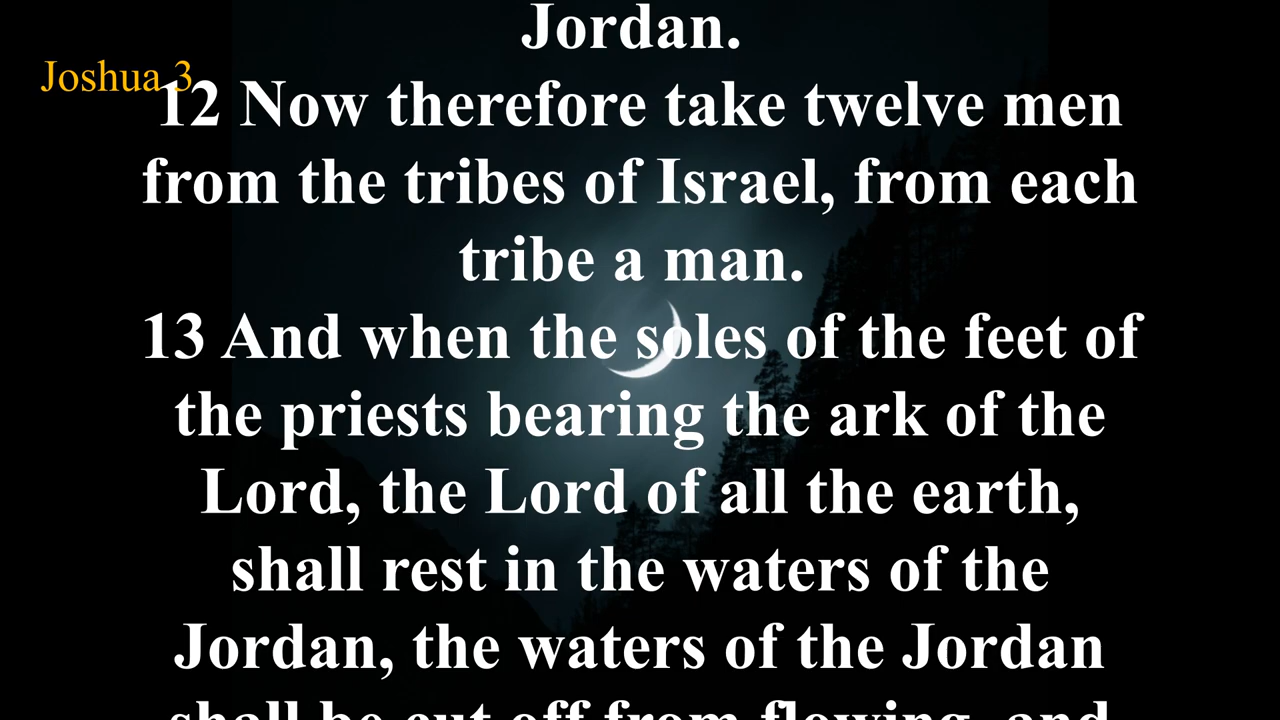 Jordan.
Joshua 3
12 Now therefore take twelve men
from the tribes of Israel, from each
tribe a man.
13 And when the soles of the feet of
the priests bearing the ark of the
Lord, the Lord of all the earth,
shall rest in the waters of the
Jordan, the waters of the Jordan
shall be cut off from flowing, and